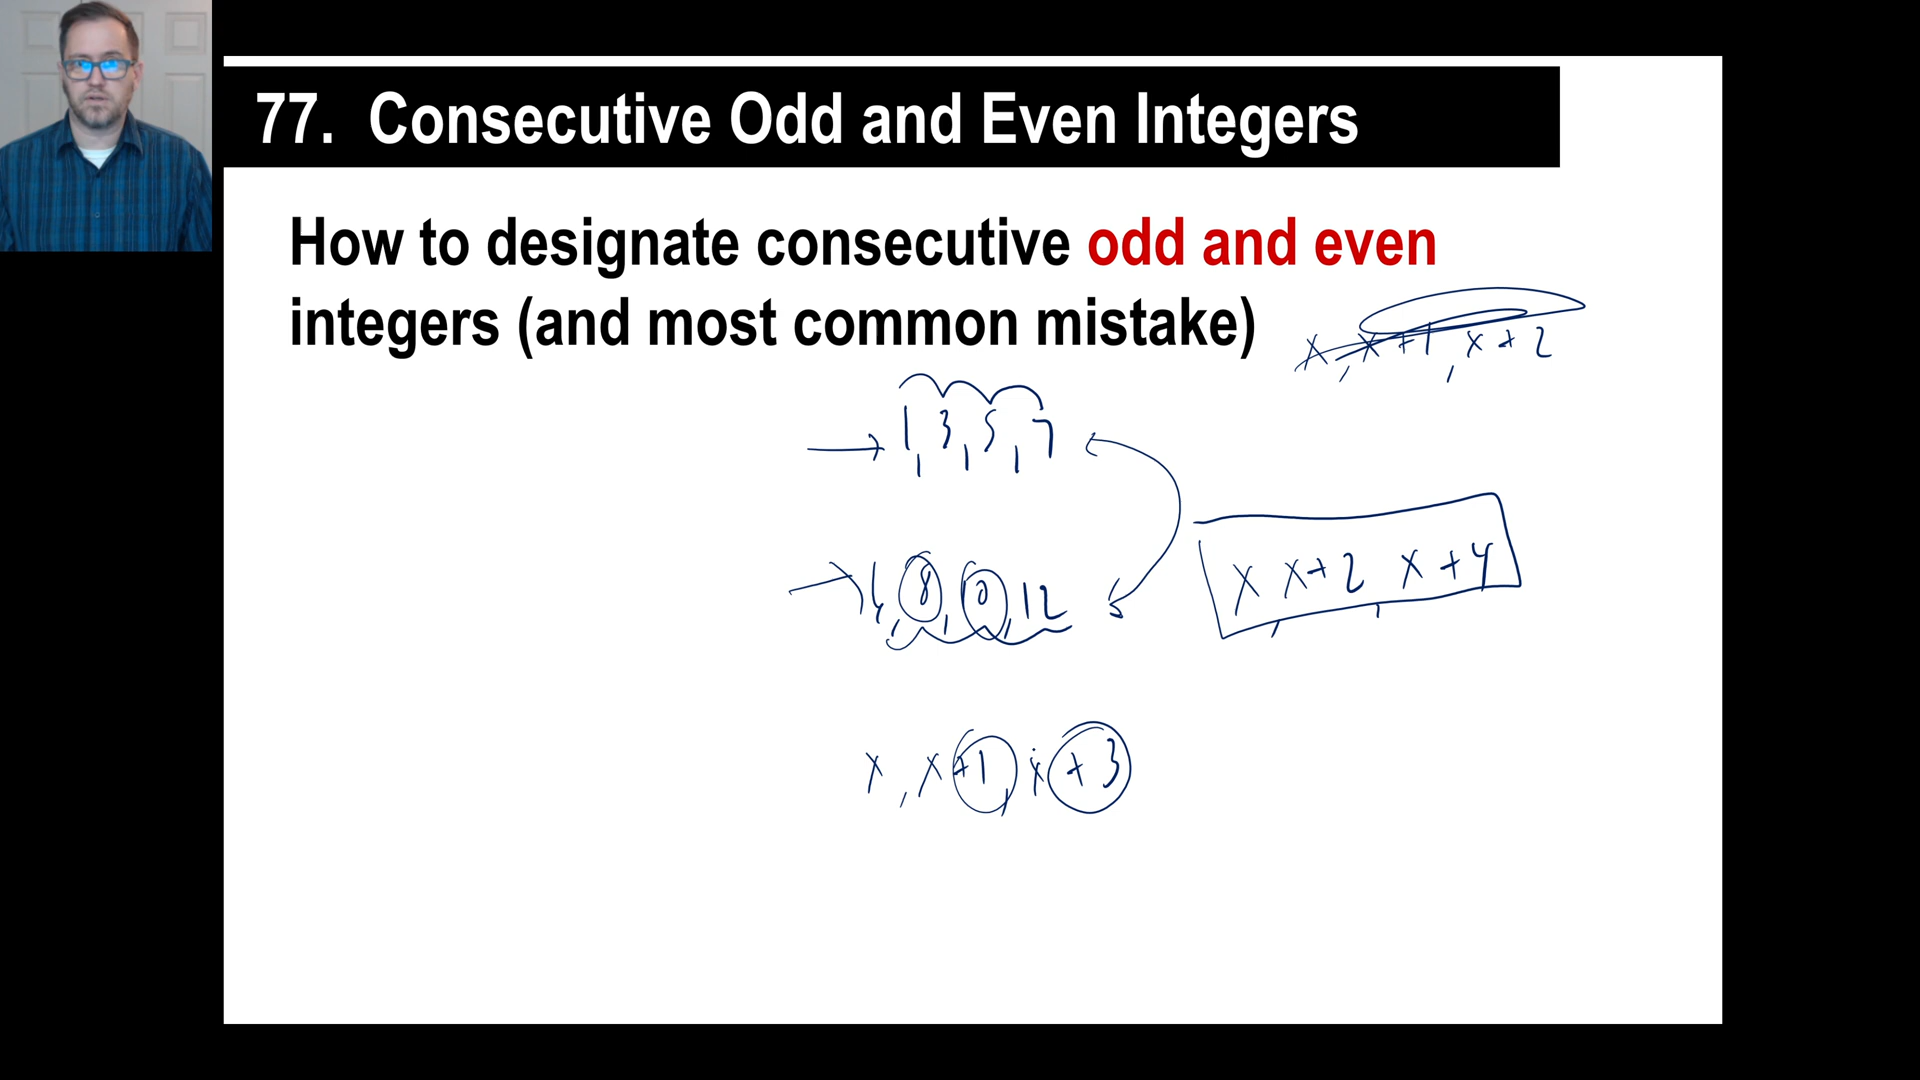 77. Consecutive Odd and Even Integers
How to designate consecutive odd and even
integers (and most common mistake)
x, x+1, x+2
1, 3, 5, 7
8, 10, 12
x, x+2, x+4
x, x+1, x+3